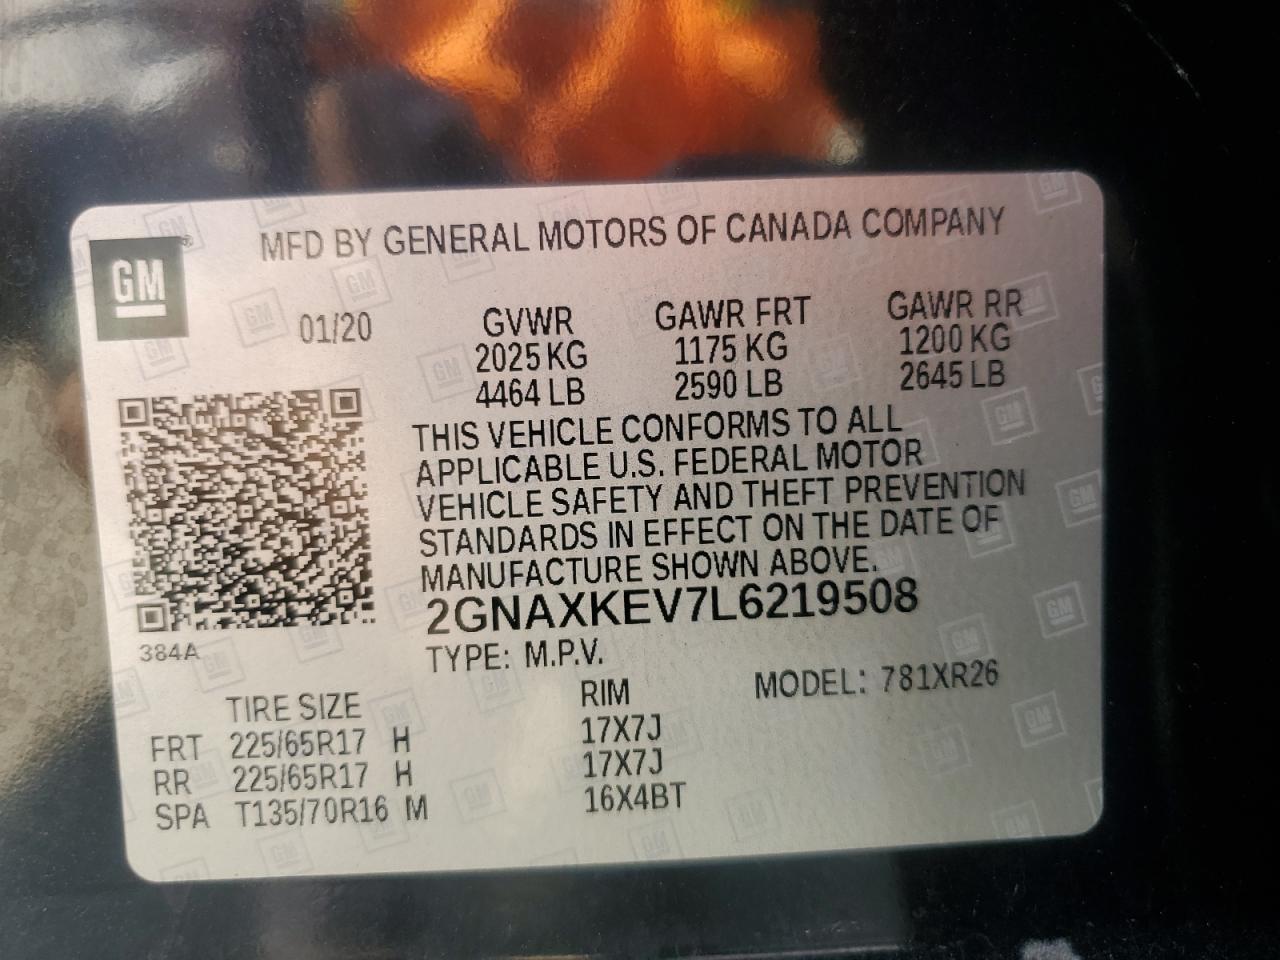 MFD BY GENERAL MOTORS OF CANADA COMPANY
GM®
01/20 GVWR GAWR FRT GAWR RR
2025 KG 1175 KG 1200 KG
4464 LB 2590 LB 2645 LB
THIS VEHICLE CONFORMS TO ALL
APPLICABLE U.S. FEDERAL MOTOR
VEHICLE SAFETY AND THEFT PREVENTION
STANDARDS IN EFFECT ON THE DATE OF
MANUFACTURE SHOWN ABOVE.
2GNAXKEV7L6219508
384A
TYPE: M.P.V. MODEL: 781XR26
TIRE SIZE RIM
FRT 225/65R17 H 17X7J
RR 225/65R17 H 17X7J
SPA T135/70R16 M 16X4BT